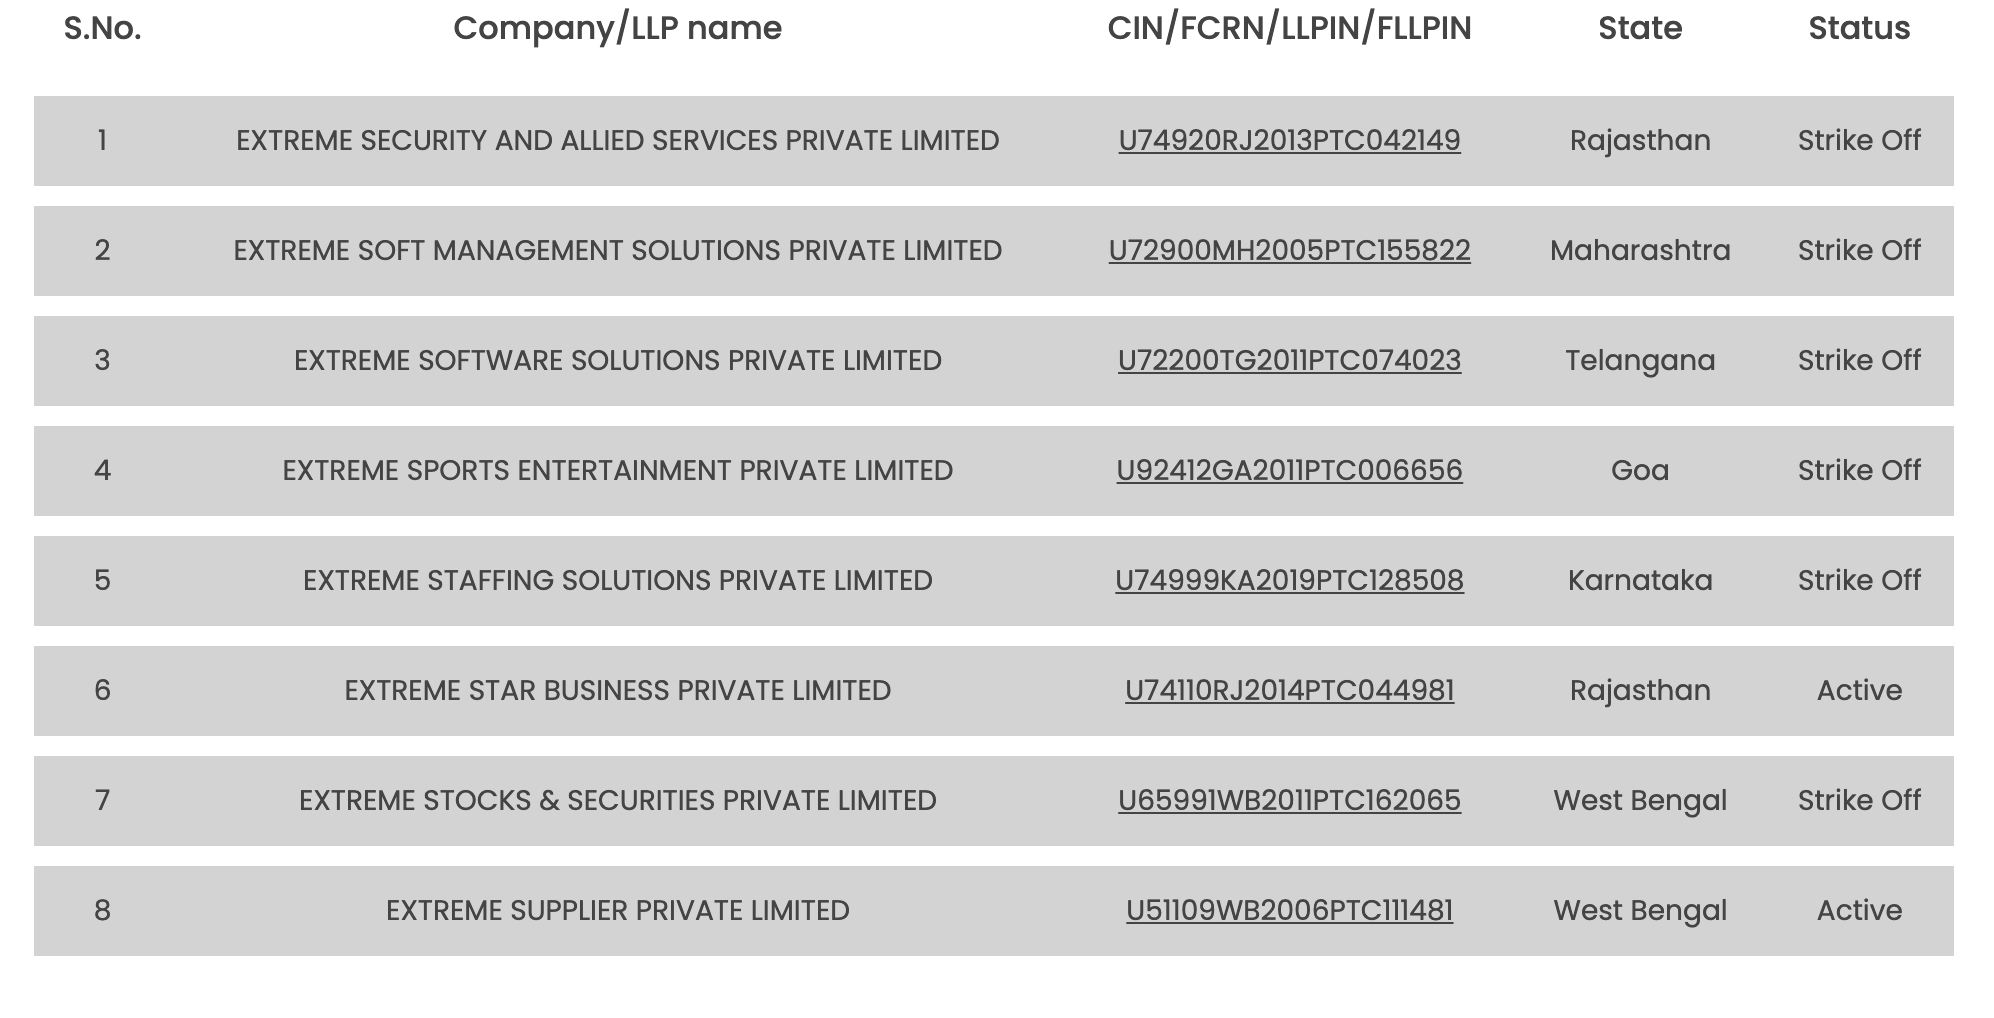 S.No. Company/LLP name CIN/FCRN/LLPIN/FLLPIN State Status
1 EXTREME SECURITY AND ALLIED SERVICES PRIVATE LIMITED U74920RJ2013PTC042149 Rajasthan Strike Off
2 EXTREME SOFT MANAGEMENT SOLUTIONS PRIVATE LIMITED U72900MH2005PTC155822 Maharashtra Strike Off
3 EXTREME SOFTWARE SOLUTIONS PRIVATE LIMITED U72200TG2011PTC074023 Telangana Strike Off
4 EXTREME SPORTS ENTERTAINMENT PRIVATE LIMITED U92412GA2011PTC006656 Goa Strike Off
5 EXTREME STAFFING SOLUTIONS PRIVATE LIMITED U74999KA2019PTC128508 Karnataka Strike Off
6 EXTREME STAR BUSINESS PRIVATE LIMITED U74110RJ2014PTC044981 Rajasthan Active
7 EXTREME STOCKS & SECURITIES PRIVATE LIMITED U65991WB2011PTC162065 West Bengal Strike Off
8 EXTREME SUPPLIER PRIVATE LIMITED U51109WB2006PTC111481 West Bengal Active